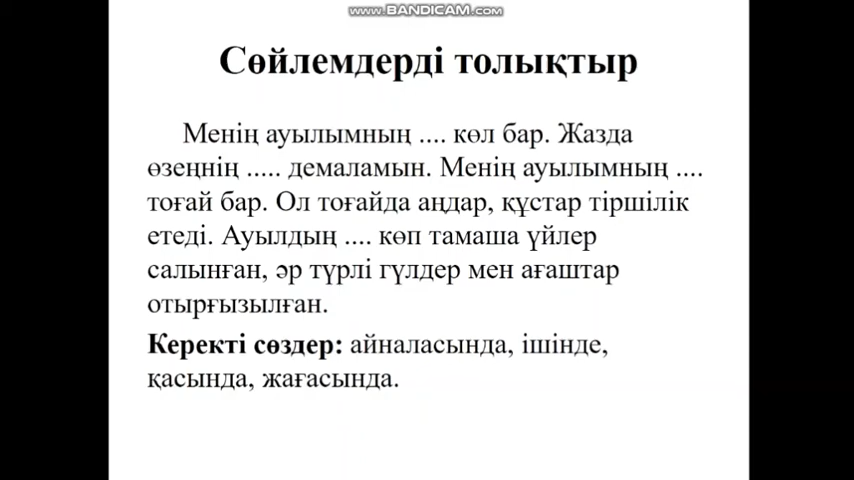 WWW.BANDICAM.COM
Сөйлемдерді толықтыр
Менің ауылымның .... көл бар. Жазда
өзеңнің ..... демаламын. Менің ауылымның ....
тоғай бар. Ол тоғайда аңдар, құстар тіршілік
етеді. Ауылдың .... көп тамаша үйлер
салынған, әр түрлі гүлдер мен ағаштар
отырғызылған.
Керекті сөздер: айналасында, ішінде,
қасында, жағасында.